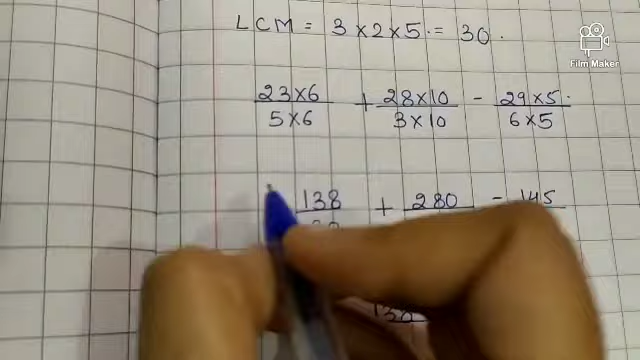 LCM = 3 × 2 × 5 = 30.
Film Maker
23×6 + 28×10 - 29×5
5×6 3×10 6×5
138 + 280 - 145